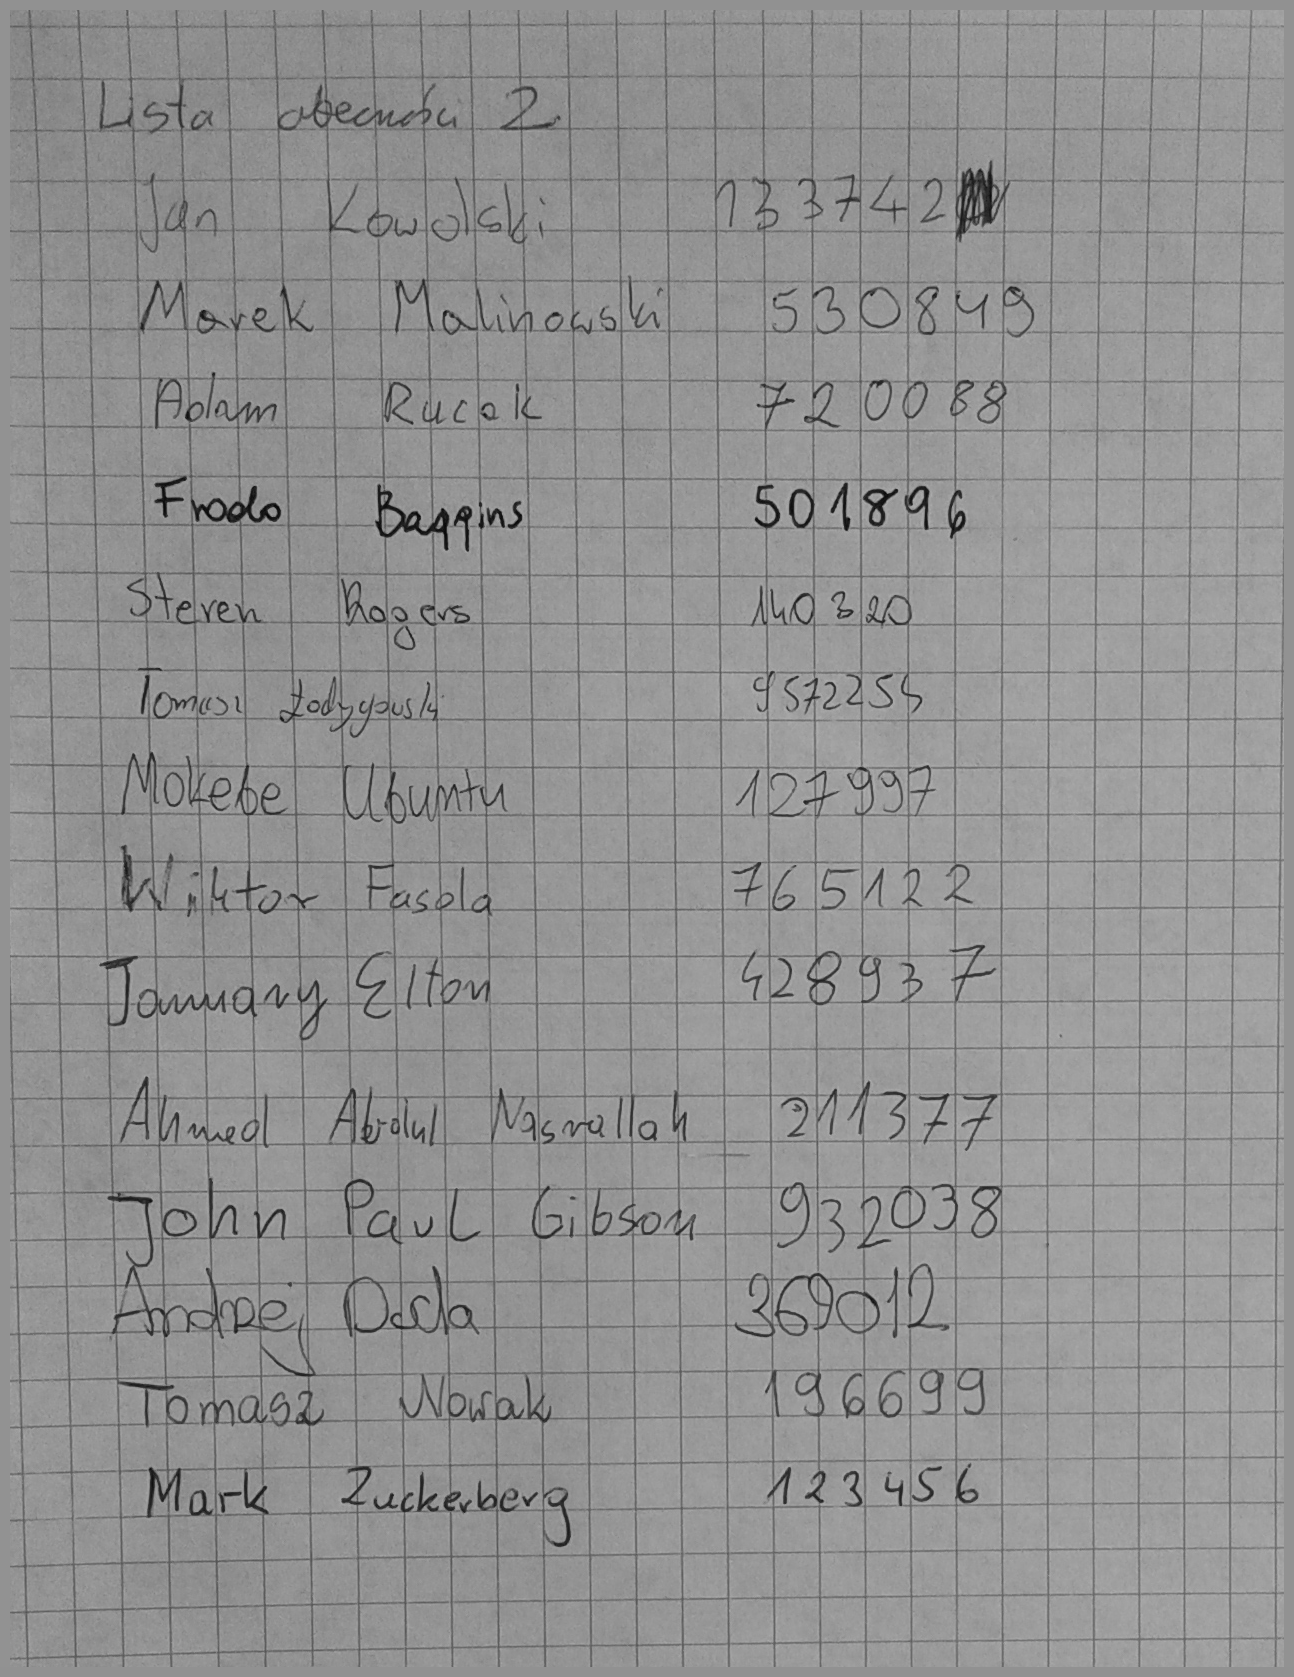 Lista obecności 2
Jan Kowalski 133742
Marek Malinowski 530849
Adam Rucak 720088
Frodo Baggins 501896
Steven Rogers 140320
Tomasz Łodygowski 9572254
Mokebe Ubuntu 127997
Wiktor Fasola 765122
January Elton 428937
Ahmed Abdul Nasrallah 211377
John Paul Gibson 932038
Andrzej Duda 369012
Tomasz Nowak 196699
Mark Zuckerberg 123456